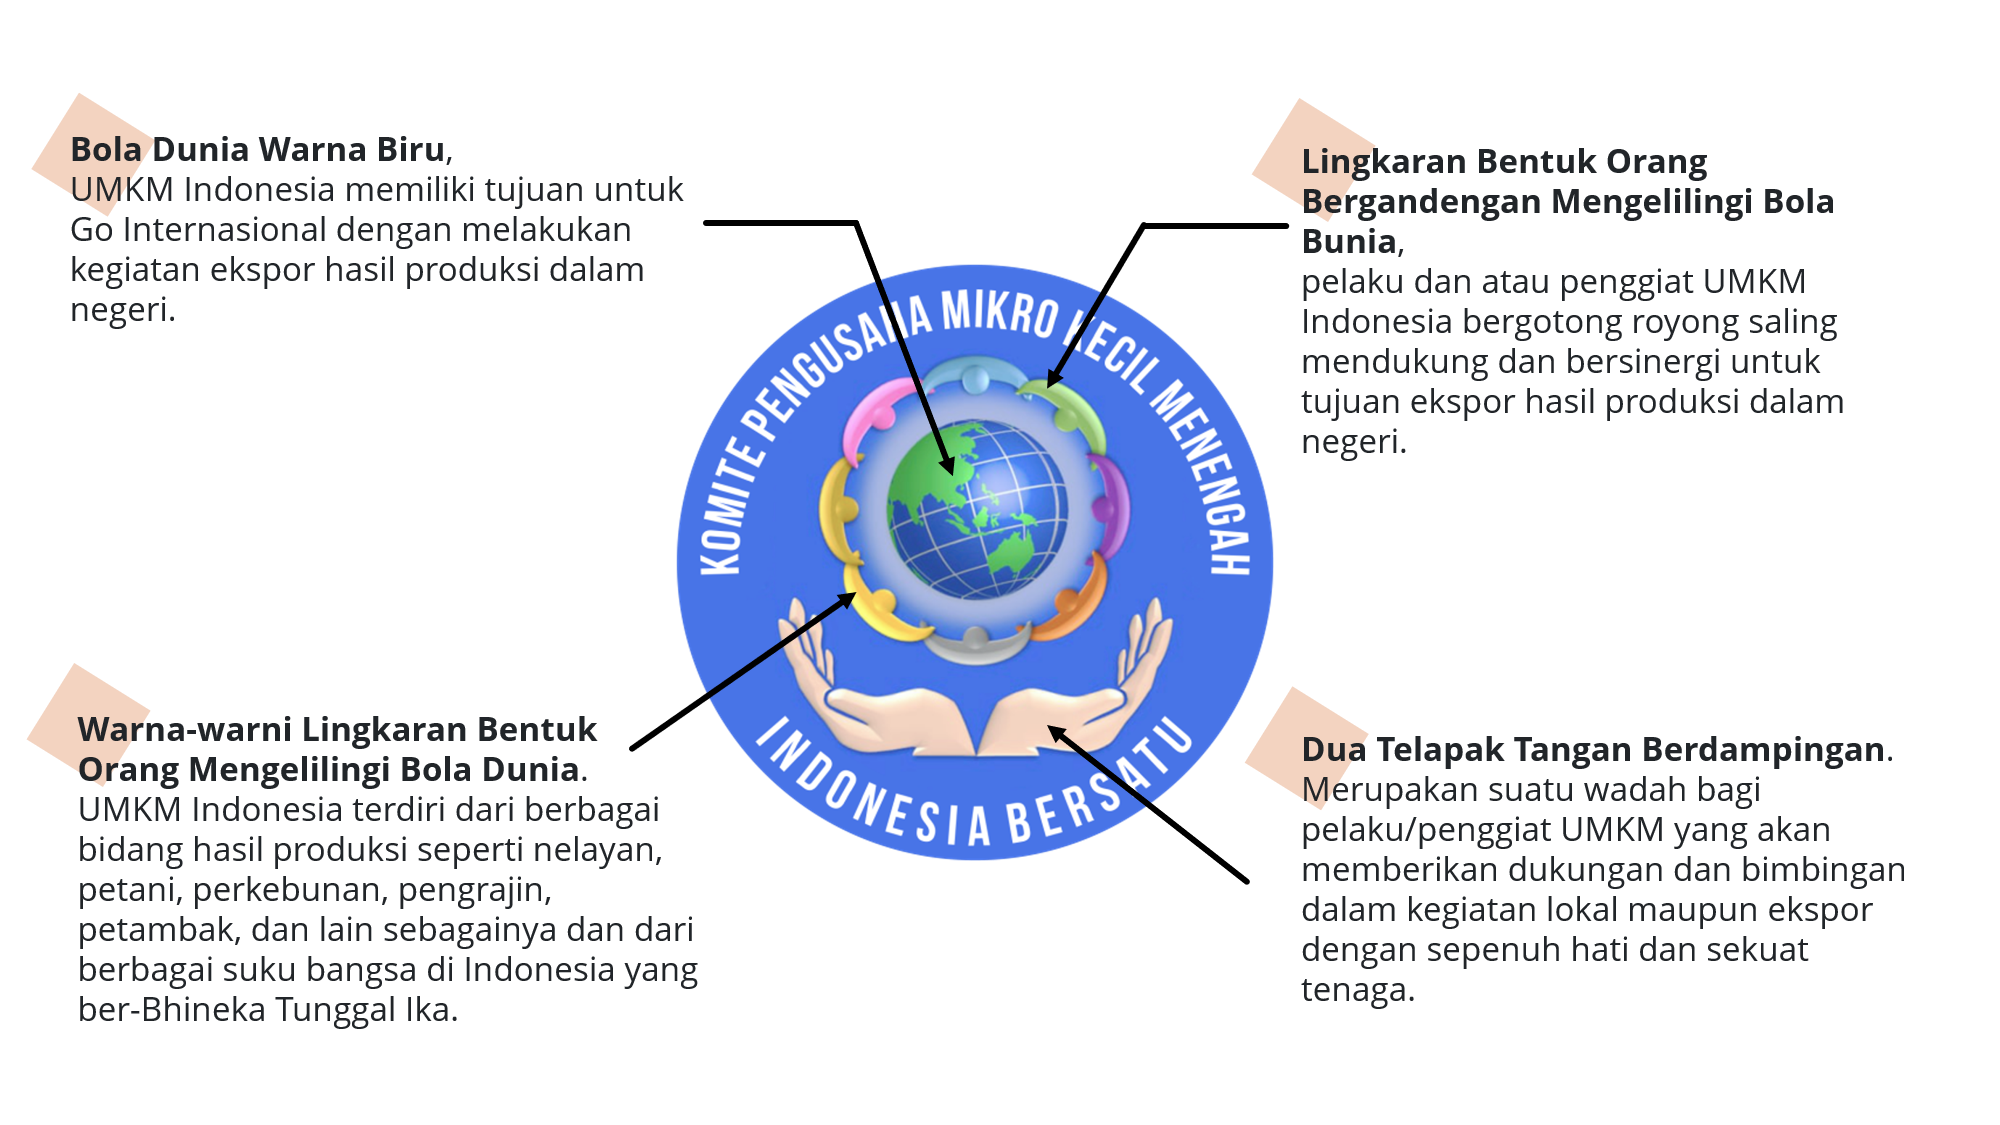 Bola Dunia Warna Biru,
UMKM Indonesia memiliki tujuan untuk
Go Internasional dengan melakukan
kegiatan ekspor hasil produksi dalam
negeri.
Lingkaran Bentuk Orang
Bergandengan Mengelilingi Bola
Bunia,
pelaku dan atau penggiat UMKM
Indonesia bergotong royong saling
mendukung dan bersinergi untuk
tujuan ekspor hasil produksi dalam
negeri.
KOMITE PENGUSAHA MIKRO KECIL MENENGAH
INDONESIA BERSATU
Warna-warni Lingkaran Bentuk
Orang Mengelilingi Bola Dunia.
UMKM Indonesia terdiri dari berbagai
bidang hasil produksi seperti nelayan,
petani, perkebunan, pengrajin,
petambak, dan lain sebagainya dan dari
berbagai suku bangsa di Indonesia yang
ber-Bhineka Tunggal Ika.
Dua Telapak Tangan Berdampingan.
Merupakan suatu wadah bagi
pelaku/penggiat UMKM yang akan
memberikan dukungan dan bimbingan
dalam kegiatan lokal maupun ekspor
dengan sepenuh hati dan sekuat
tenaga.